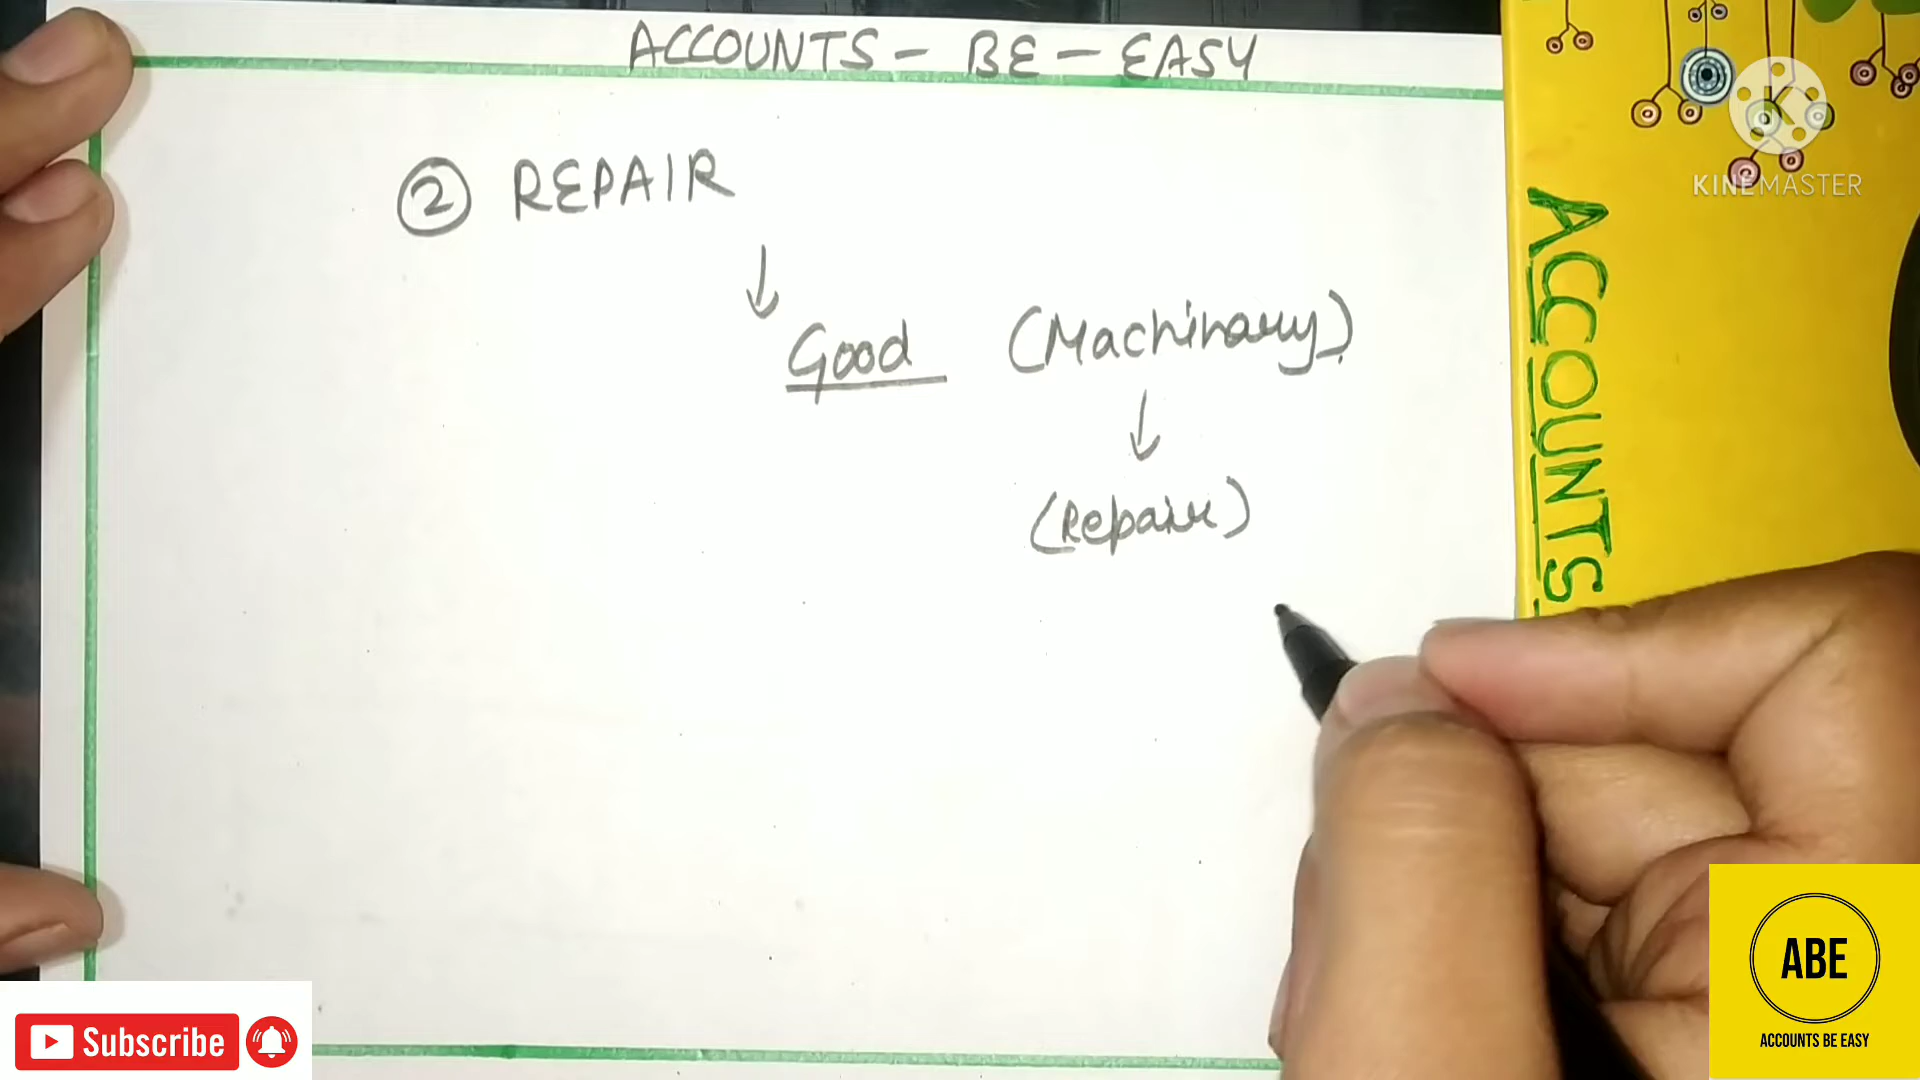 ACCOUNTS - BE - EASY
② REPAIR
↓
Good (Machinary)
↓
(Repair)
ACCOUNTS
KINEMASTER
Subscribe
ABE
ACCOUNTS BE EASY